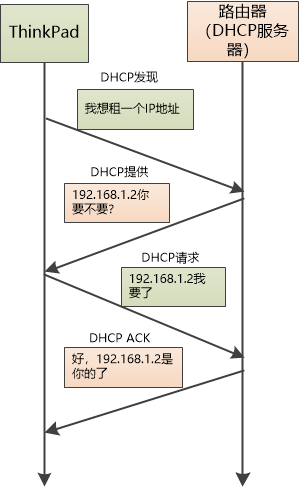 ThinkPad
路由器
（DHCP服务
器）
DHCP发现
我想粗一个IP地址
DHCP提供
192.168.1.2你
要不要?
DHCP请求
192.168.1.2我
要了
DHCP ACK
好，192.168.1.2是
你的了